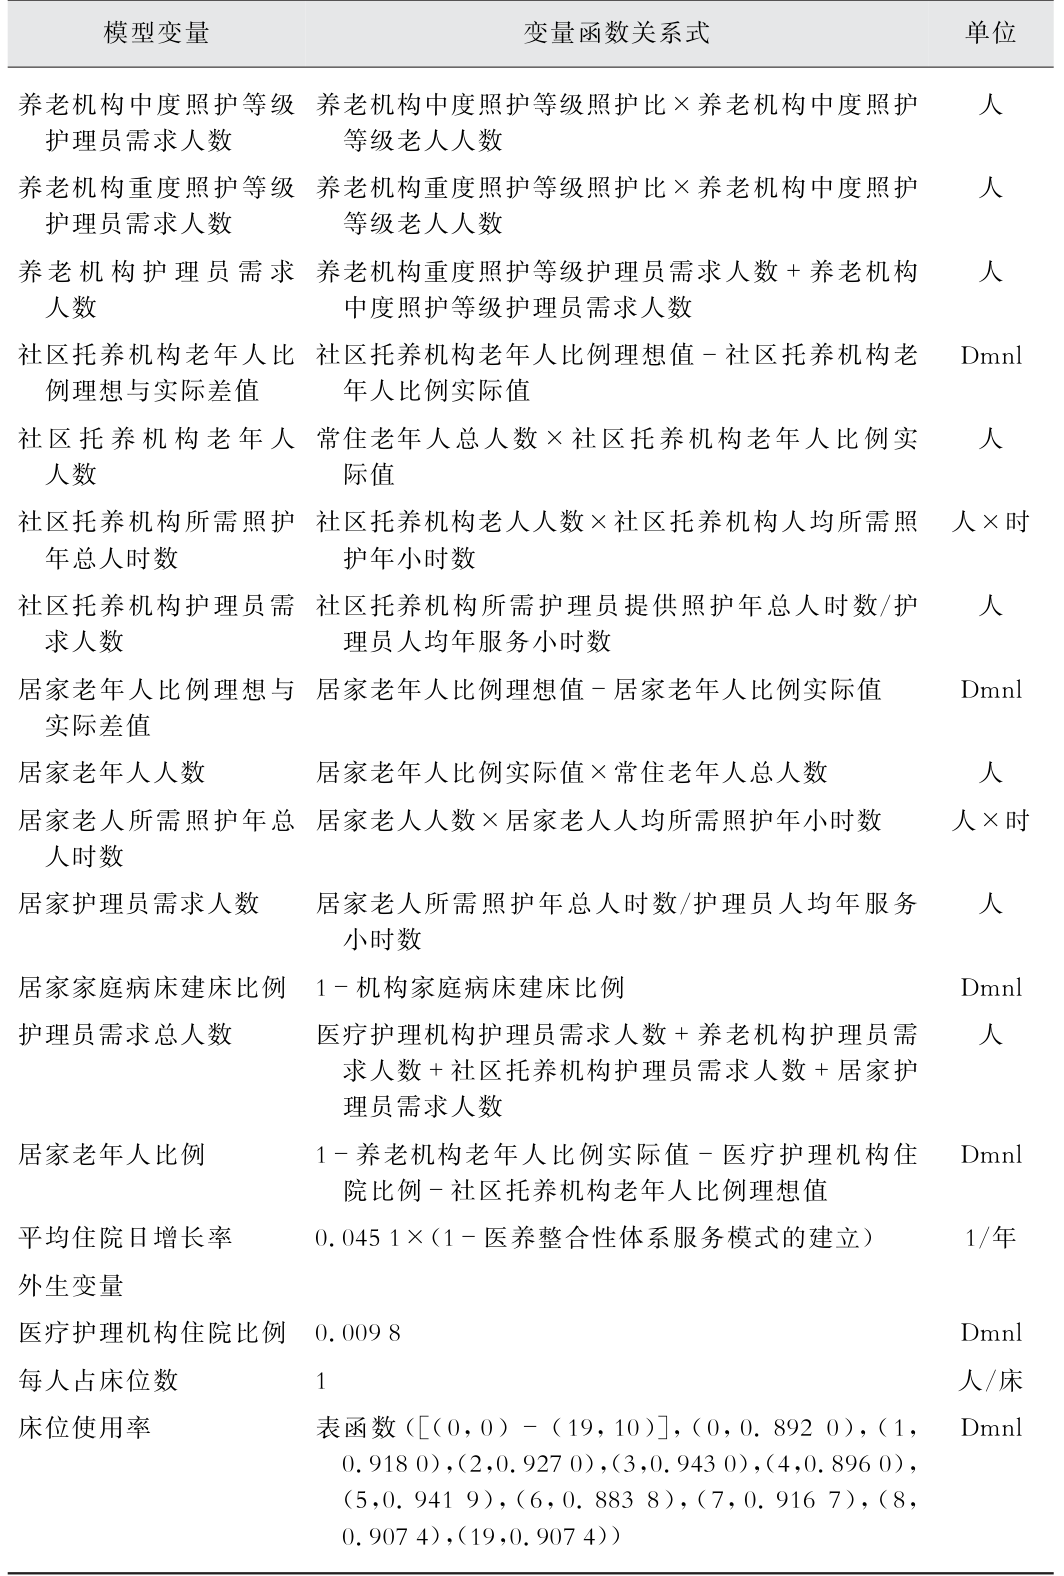 模型变量 变量函数关系式 单位
养老机构中度照护等级 养老机构中度照护等级照护比×养老机构中度照护 人
护理员需求人数 等级老人人数
养老机构重度照护等级 养老机构重度照护等级照护比×养老机构中度照护 人
护理员需求人数 等级老人人数
养老机构护理员需求 养老机构重度照护等级护理员需求人数+养老机构 人
人数 中度照护等级护理员需求人数
社区托养机构老年人比 社区托养机构老年人比例理想值-社区托养机构老 Dmnl
例理想与实际差值 年人比例实际值
社区托养机构老年人 常住老年人总人数×社区托养机构老年人比例实 人
人数 际值
社区托养机构所需照护 社区托养机构老人人数×社区托养机构人均所需照 人×时
年总人时数 护年小时数
社区托养机构护理员需 社区托养机构所需护理员提供照护年总人时数/护 人
求人数 理员人均年服务小时数
居家老年人比例理想与 居家老年人比例理想值-居家老年人比例实际值 Dmnl
实际差值
居家老年人人数 居家老年人比例实际值×常住老年人总人数 人
居家老人所需照护年总 居家老人人数×居家老人人均所需照护年小时数 人×时
人时数
居家护理员需求人数 居家老人所需照护年总人时数/护理员人均年服务 人
小时数
居家家庭病床建床比例 1-机构家庭病床建床比例 Dmnl
护理员需求总人数 医疗护理机构护理员需求人数+养老机构护理员需 人
求人数+社区托养机构护理员需求人数+居家护
理员需求人数
居家老年人比例 1-养老机构老年人比例实际值-医疗护理机构住 Dmnl
院比例-社区托养机构老年人比例理想值
平均住院日增长率 0.045 1×(1-医养整合性体系服务模式的建立) 1/年
外生变量
医疗护理机构住院比例 0.009 8 Dmnl
每人占床位数 1 人/床
床位使用率 表函数([(0,0)-(19,10)],(0,0.892 0),(1, Dmnl
0.918 0),(2,0.927 0),(3,0.943 0),(4,0.896 0),
(5,0.941 9),(6,0.883 8),(7,0.916 7),(8,
0.907 4),(19,0.907 4))